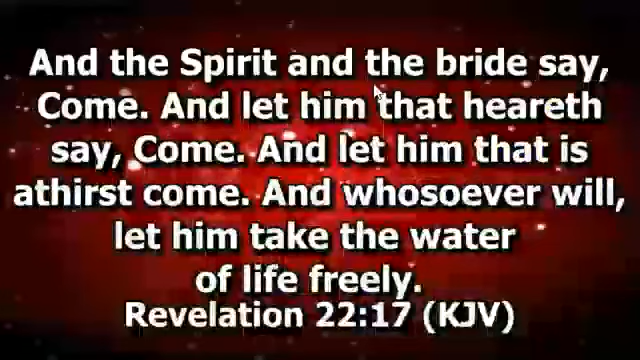 And the Spirit and the bride say,
Come. And let him that heareth
say, Come. And let him that is
athirst come. And whosoever will,
let him take the water
of life freely.
Revelation 22:17 (KJV)